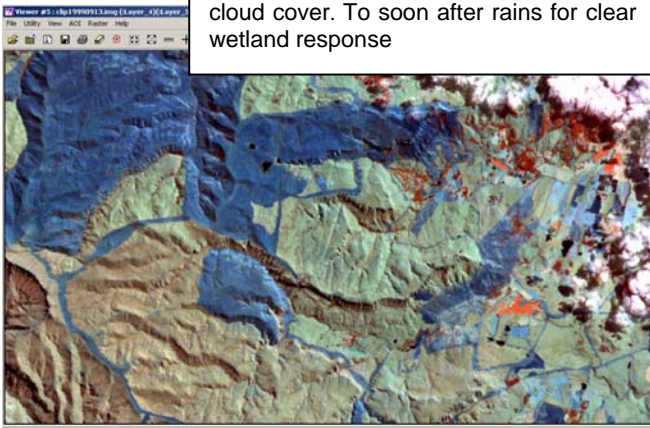 cloud cover. To soon after rains for clear
wetland response
Viewer #5 : clip19990913.img (:Layer_4)(:Layer_5
File Utility View AOI Raster Help